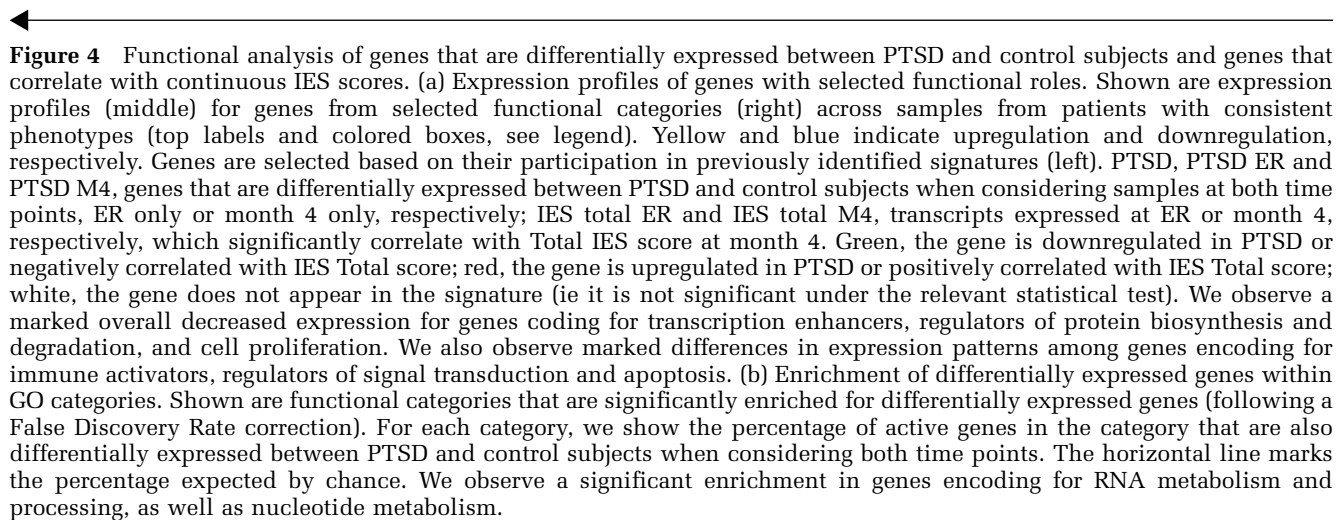 Figure 4 Functional analysis of genes that are differentially expressed between PTSD and control subjects and genes that
correlate with continuous IES scores. (a) Expression profiles of genes with selected functional roles. Shown are expression
profiles (middle) for genes from selected functional categories (right) across samples from patients with consistent
phenotypes (top labels and colored boxes, see legend). Yellow and blue indicate upregulation and downregulation,
respectively. Genes are selected based on their participation in previously identified signatures (left). PTSD, PTSD ER and
PTSD M4, genes that are differentially expressed between PTSD and control subjects when considering samples at both time
points, ER only or month 4 only, respectively; IES total ER and IES total M4, transcripts expressed at ER or month 4,
respectively, which significantly correlate with Total IES score at month 4. Green, the gene is downregulated in PTSD or
negatively correlated with IES Total score; red, the gene is upregulated in PTSD or positively correlated with IES Total score;
white, the gene does not appear in the signature (ie it is not significant under the relevant statistical test). We observe a
marked overall decreased expression for genes coding for transcription enhancers, regulators of protein biosynthesis and
degradation, and cell proliferation. We also observe marked differences in expression patterns among genes encoding for
immune activators, regulators of signal transduction and apoptosis. (b) Enrichment of differentially expressed genes within
GO categories. Shown are functional categories that are significantly enriched for differentially expressed genes (following a
False Discovery Rate correction). For each category, we show the percentage of active genes in the category that are also
differentially expressed between PTSD and control subjects when considering both time points. The horizontal line marks
the percentage expected by chance. We observe a significant enrichment in genes encoding for RNA metabolism and
processing, as well as nucleotide metabolism.